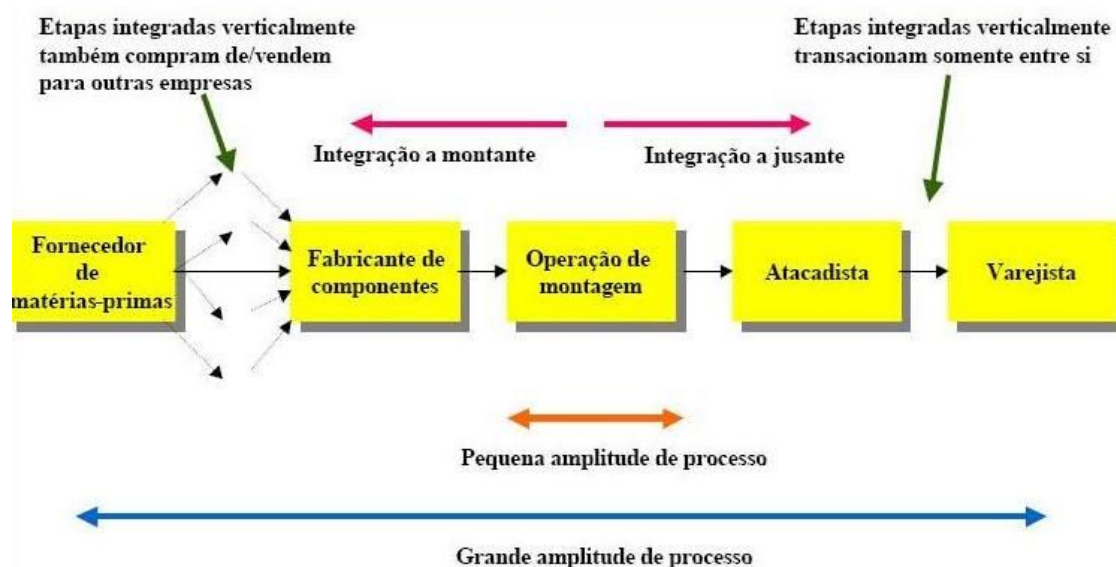 Etapas integradas verticalmente
também compram de/vendem
para outras empresas
Etapas integradas verticalmente
transacionam somente entre si
Integração a montante
Integração a jusante
Fornecedor
de
matérias-primas
Fabricante de
componentes
Operação de
montagem
Atacadista
Varejista
Pequena amplitude de processo
Grande amplitude de processo